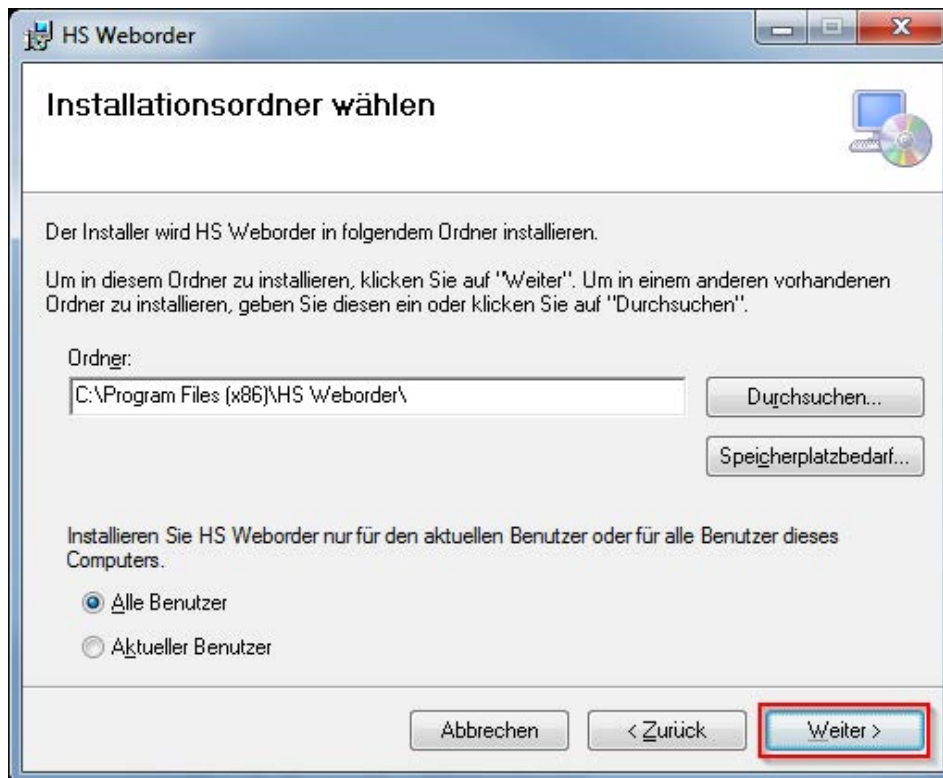 HS Weborder
Installationsordner wählen
Der Installer wird HS Weborder in folgendem Ordner installieren.
Um in diesem Ordner zu installieren, klicken Sie auf "Weiter". Um in einem anderen vorhandenen
Ordner zu installieren, geben Sie diesen ein oder klicken Sie auf "Durchsuchen".
Ordner:
C:\Program Files (x86)\HS Weborder\
Durchsuchen...
Speicherplatzbedarf...
Installieren Sie HS Weborder nur für den aktuellen Benutzer oder für alle Benutzer dieses
Computers.
Alle Benutzer
Aktueller Benutzer
Abbrechen
< Zurück
Weiter >